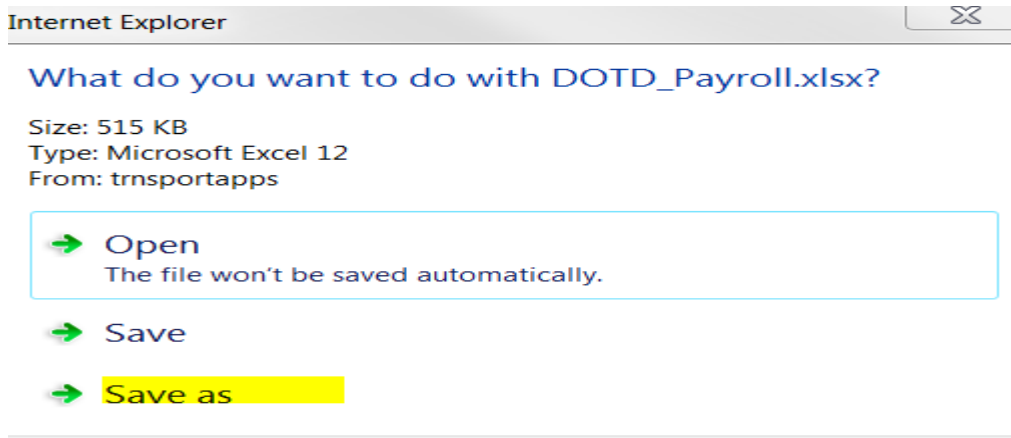 Internet Explorer
What do you want to do with DOTD_Payroll.xlsx?
Size: 515 KB
Type: Microsoft Excel 12
From: trnsportapps
Open
The file won't be saved automatically.
Save
Save as